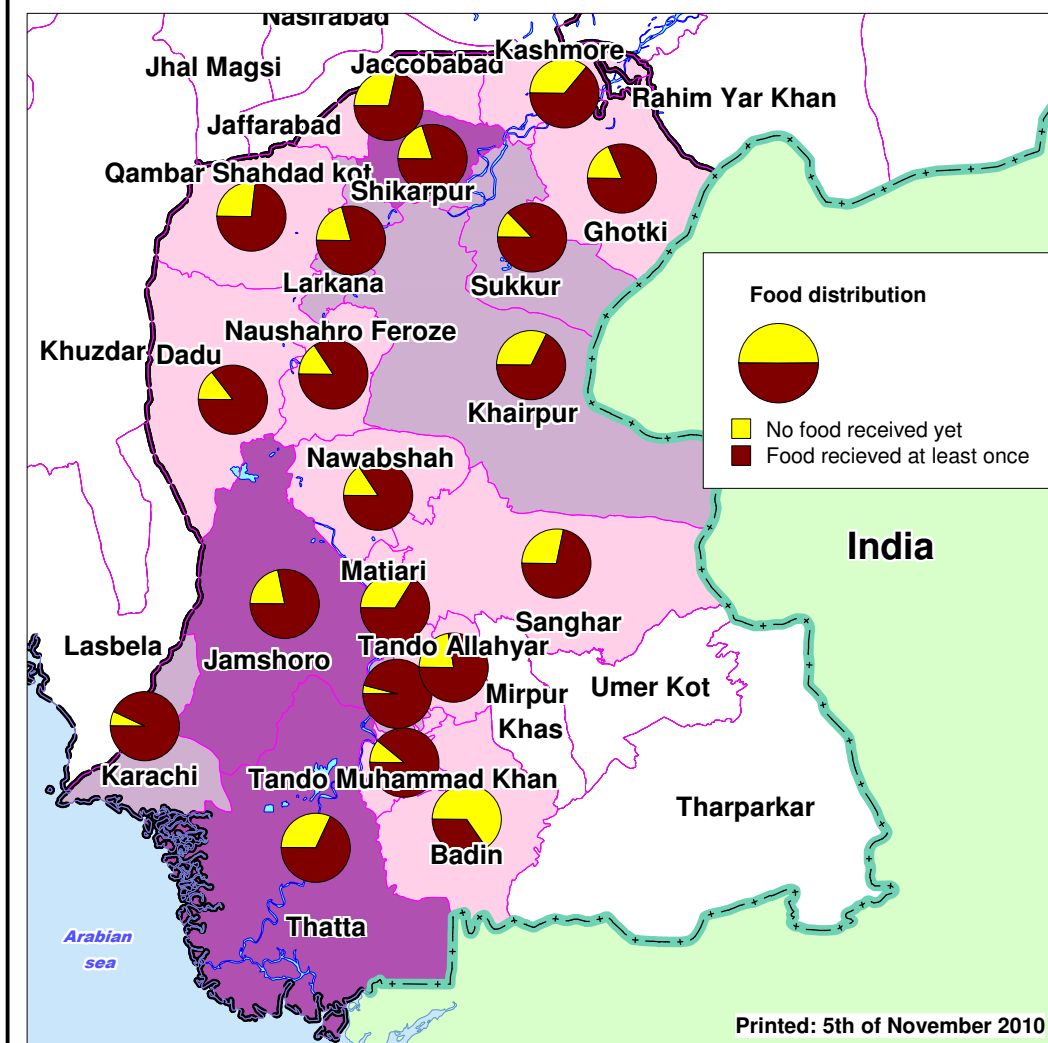 Nasirabad
Kashmore
Jhal Magsi
Jaccobabad
Rahim Yar Khan
Jaffarabad
Qambar Shahdad kot
Shikarpur
Ghotki
Larkana
Sukkur
Food distribution
Naushahro Feroze
Khuzdar
Dadu
Khairpur
No food received yet
Food recieved at least once
Nawabshah
India
Matiari
Sanghar
Lasbela
Tando Allahyar
Jamshoro
Umer Kot
Mirpur
Khas
Karachi
Tando Muhammad Khan
Tharparkar
Badin
Thatta
Arabian
sea
Printed: 5th of November 2010